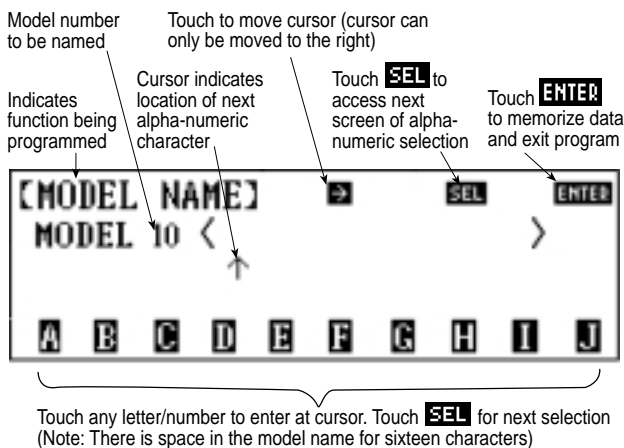 Model number
to be named
Touch to move cursor (cursor can
only be moved to the right)
Indicates
function being
programmed
Cursor indicates
location of next
alpha-numeric
character
Touch SEL to
access next
screen of alpha-
numeric selection
Touch ENTER
to memorize data
and exit program
[MODEL NAME] → SEL ENTER
MODEL 10 < >
↑
A B C D E F G H I J
Touch any letter/number to enter at cursor. Touch SEL for next selection
(Note: There is space in the model name for sixteen characters)